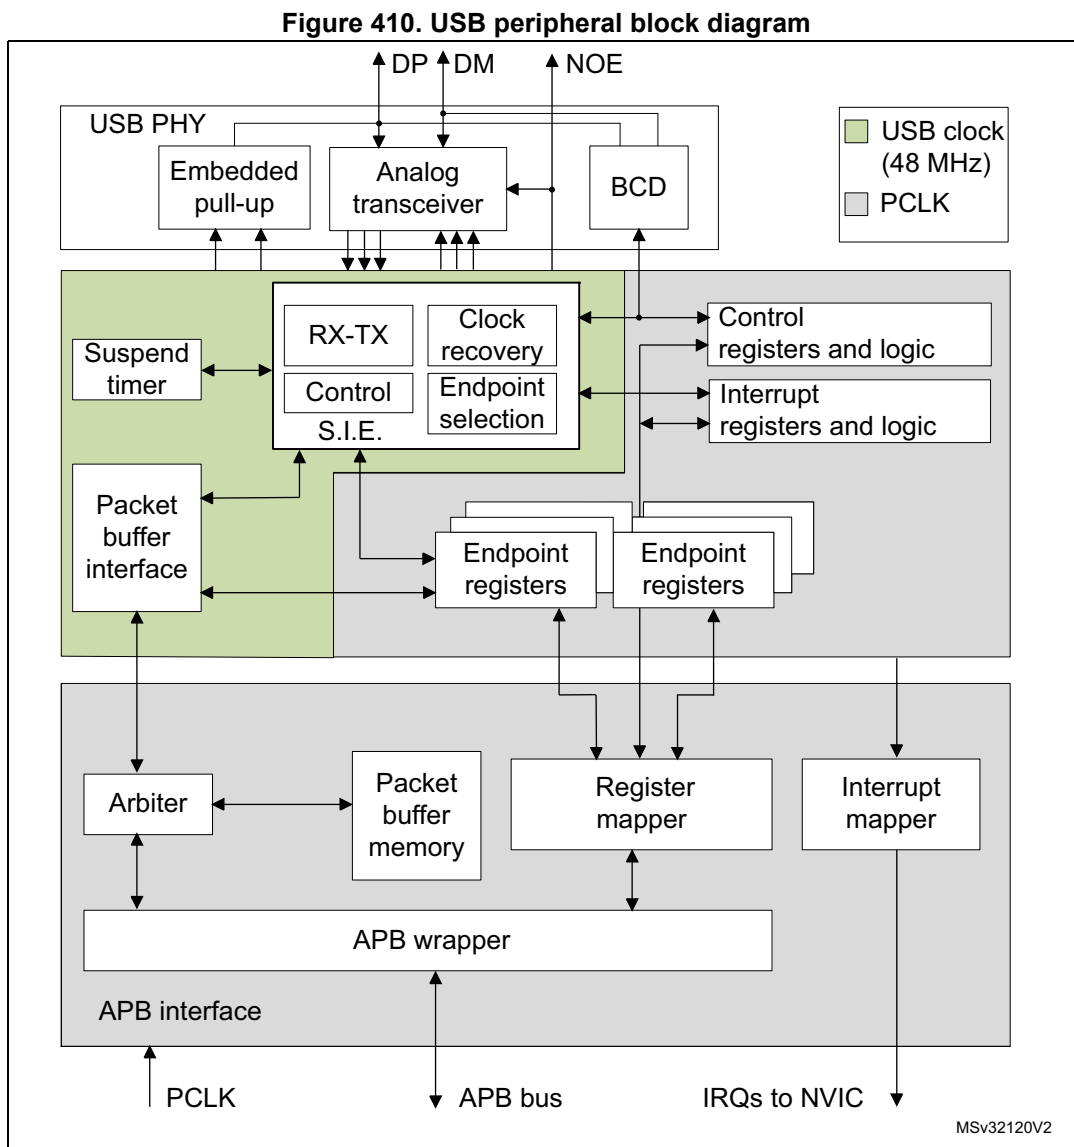 Figure 410. USB peripheral block diagram
DP
DM
NOE
USB PHY
Embedded
pull-up
Analog
transceiver
BCD
USB clock
(48 MHz)
PCLK
Suspend
timer
RX-TX
Clock
recovery
Control
Endpoint
selection
S.I.E.
Control
registers and logic
Interrupt
registers and logic
Packet
buffer
interface
Endpoint
registers
Endpoint
registers
Arbiter
Packet
buffer
memory
Register
mapper
Interrupt
mapper
APB wrapper
APB interface
PCLK
APB bus
IRQs to NVIC
MSv32120V2